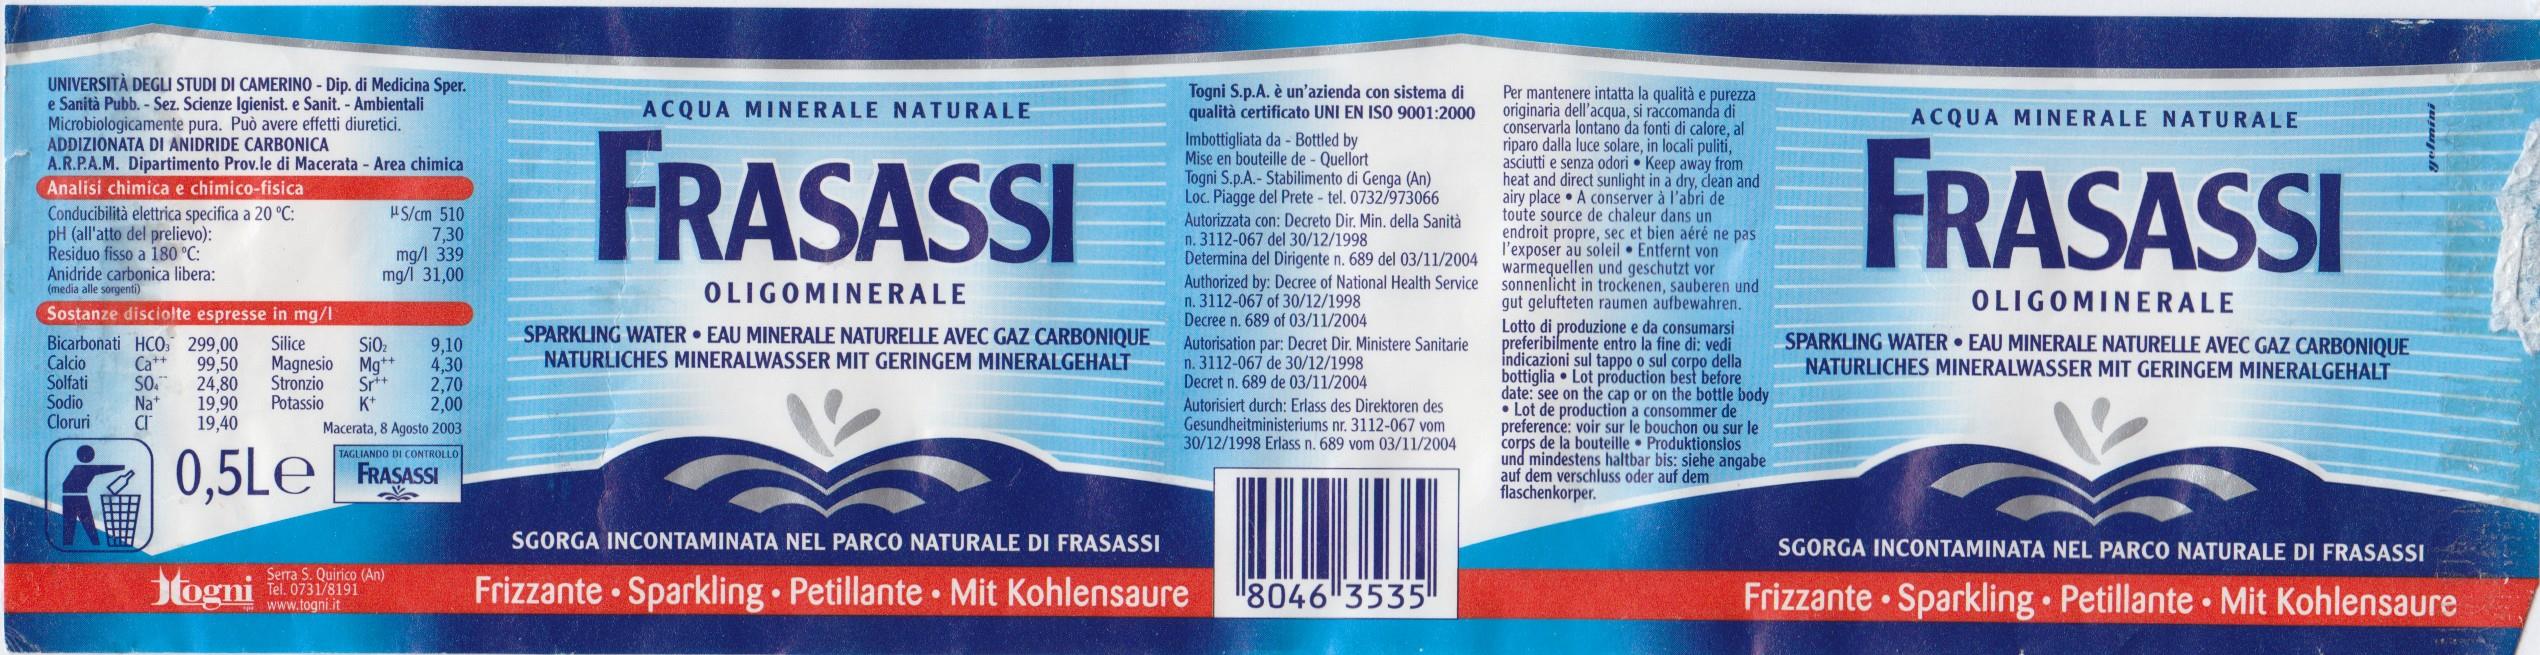 UNIVERSITÀ DEGLI STUDI DI CAMERINO - Dip. di Medicina Sper.
e Sanità Pubb. - Sez. Scienze Igienist. e Sanit. - Ambientali
Microbiologicamente pura. Può avere effetti diuretici.
ADDIZIONATA DI ANIDRIDE CARBONICA
A.R.P.A.M. Dipartimento Prov.le di Macerata - Area chimica
Analisi chimica e chimico-fisica
Conducibilità elettrica specifica a 20 °C: µS/cm 510
pH (all'atto del prelievo): 7,30
Residuo fisso a 180 °C: mg/l 339
Anidride carbonica libera: mg/l 31,00
(media alle sorgenti)
Sostanze disciolte espresse in mg/l
Bicarbonati HCO₃⁻ 299,00 Silice SiO₂ 9,10
Calcio Ca⁺⁺ 99,50 Magnesio Mg⁺⁺ 4,30
Solfati SO₄⁻⁻ 24,80 Stronzio Sr⁺⁺ 2,70
Sodio Na⁺ 19,90 Potassio K⁺ 2,00
Cloruri Cl⁻ 19,40
Macerata, 8 Agosto 2003
0,5L℮
TAGLIANDO DI CONTROLLO
FRASASSI
togni
spa
Serra S. Quirico (An)
Tel. 0731/8191
www.togni.it
ACQUA MINERALE NATURALE
FRASASSI
OLIGOMINERALE
SPARKLING WATER • EAU MINERALE NATURELLE AVEC GAZ CARBONIQUE
NATURLICHES MINERALWASSER MIT GERINGEM MINERALGEHALT
SGORGA INCONTAMINATA NEL PARCO NATURALE DI FRASASSI
Frizzante • Sparkling • Petillante • Mit Kohlensaure
Togni S.p.A. è un'azienda con sistema di
qualità certificato UNI EN ISO 9001:2000
Imbottigliata da - Bottled by
Mise en bouteille de - Quellort
Togni S.p.A.- Stabilimento di Genga (An)
Loc. Piagge del Prete - tel. 0732/973066
Autorizzata con: Decreto Dir. Min. della Sanità
n. 3112-067 del 30/12/1998
Determina del Dirigente n. 689 del 03/11/2004
Authorized by: Decree of National Health Service
n. 3112-067 of 30/12/1998
Decree n. 689 of 03/11/2004
Autorisation par: Decret Dir. Ministere Sanitarie
n. 3112-067 de 30/12/1998
Decret n. 689 de 03/11/2004
Autorisiert durch: Erlass des Direktoren des
Gesundheitministeriums nr. 3112-067 vom
30/12/1998 Erlass n. 689 vom 03/11/2004
8046 3535
Per mantenere intatta la qualità e purezza
originaria dell'acqua, si raccomanda di
conservarla lontano da fonti di calore, al
riparo dalla luce solare, in locali puliti,
asciutti e senza odori • Keep away from
heat and direct sunlight in a dry, clean and
airy place • A conserver à l'abri de
toute source de chaleur dans un
endroit propre, sec et bien aéré ne pas
l'exposer au soleil • Entfernt von
warmequellen und geschutzt vor
sonnenlicht in trockenen, sauberen und
gut gelufteten raumen aufbewahren.
Lotto di produzione e da consumarsi
preferibilmente entro la fine di: vedi
indicazioni sul tappo o sul corpo della
bottiglia • Lot production best before
date: see on the cap or on the bottle body
• Lot de production a consommer de
preference: voir sur le bouchon ou sur le
corps de la bouteille • Produktionslos
und mindestens haltbar bis: siehe angabe
auf dem verschluss oder auf dem
flaschenkorper.
ACQUA MINERALE NATURALE
FRASASSI
OLIGOMINERALE
SPARKLING WATER • EAU MINERALE NATURELLE AVEC GAZ CARBONIQUE
NATURLICHES MINERALWASSER MIT GERINGEM MINERALGEHALT
SGORGA INCONTAMINATA NEL PARCO NATURALE DI FRASASSI
Frizzante • Sparkling • Petillante • Mit Kohlensaure
gelmini